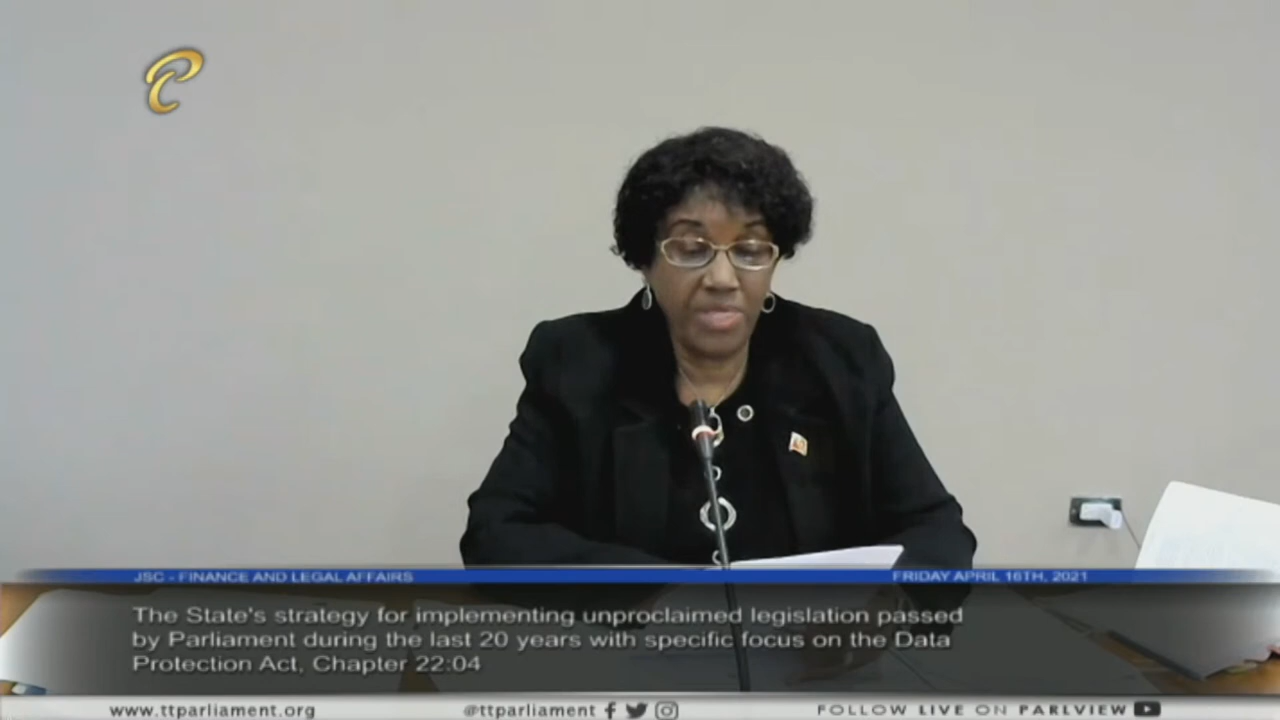 JSC - FINANCE AND LEGAL AFFAIRS
FRIDAY APRIL 16TH, 2021
The State's strategy for implementing unproclaimed legislation passed
by Parliament during the last 20 years with specific focus on the Data
Protection Act, Chapter 22:04
www.ttparliament.org
@ttparliament
FOLLOW LIVE ON PARLVIEW